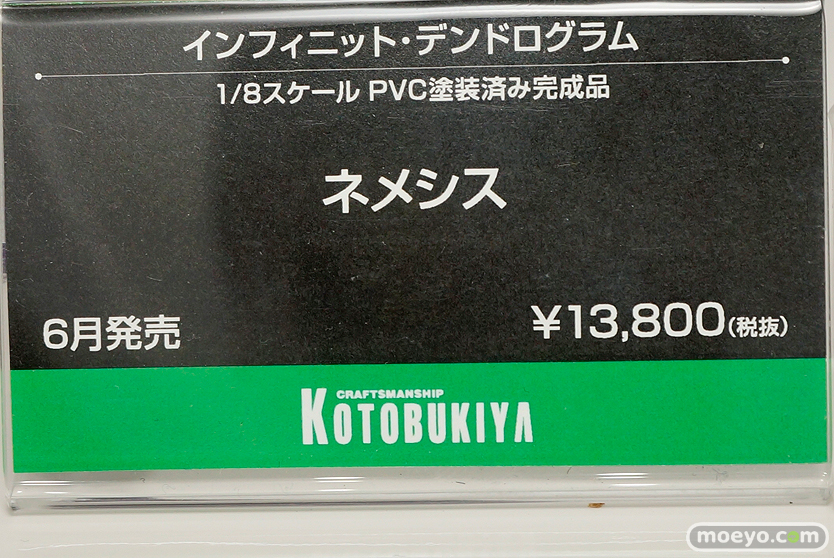 インフィニット・デンドログラム
1/8スケール PVC塗装済み完成品
ネメシス
6月発売
¥13,800(税抜)
CRAFTSMANSHIP
KOTOBUKIYA
moeyo.com